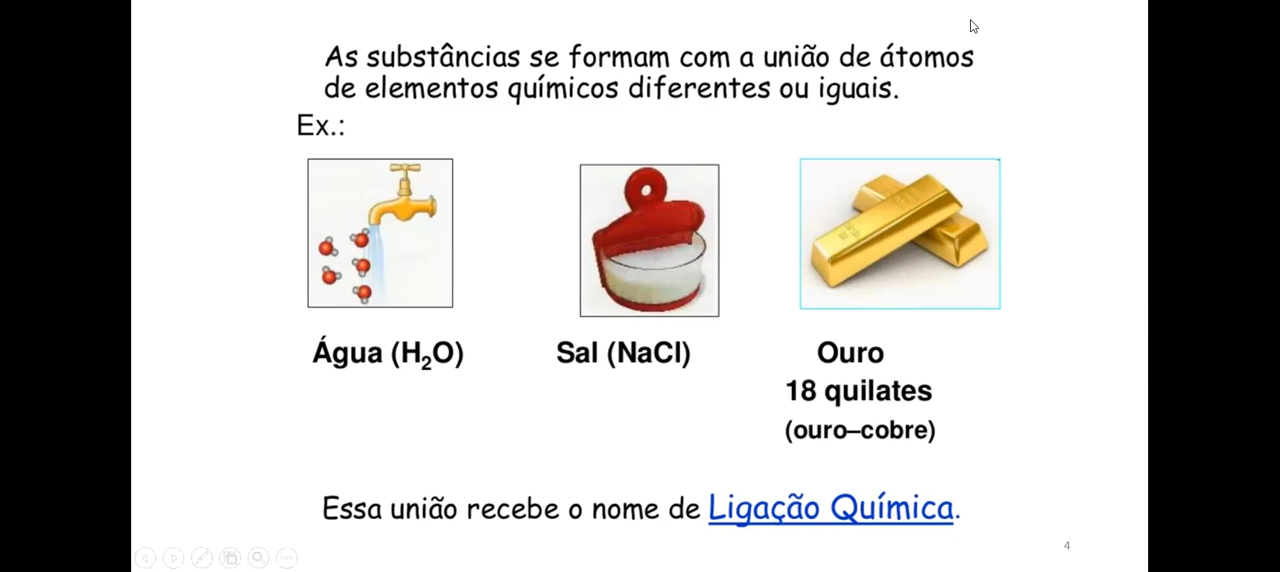 As substâncias se formam com a união de átomos
de elementos químicos diferentes ou iguais.
Ex.:
Água (H₂O)
Sal (NaCl)
Ouro
18 quilates
(ouro–cobre)
Essa união recebe o nome de Ligação Química.
4